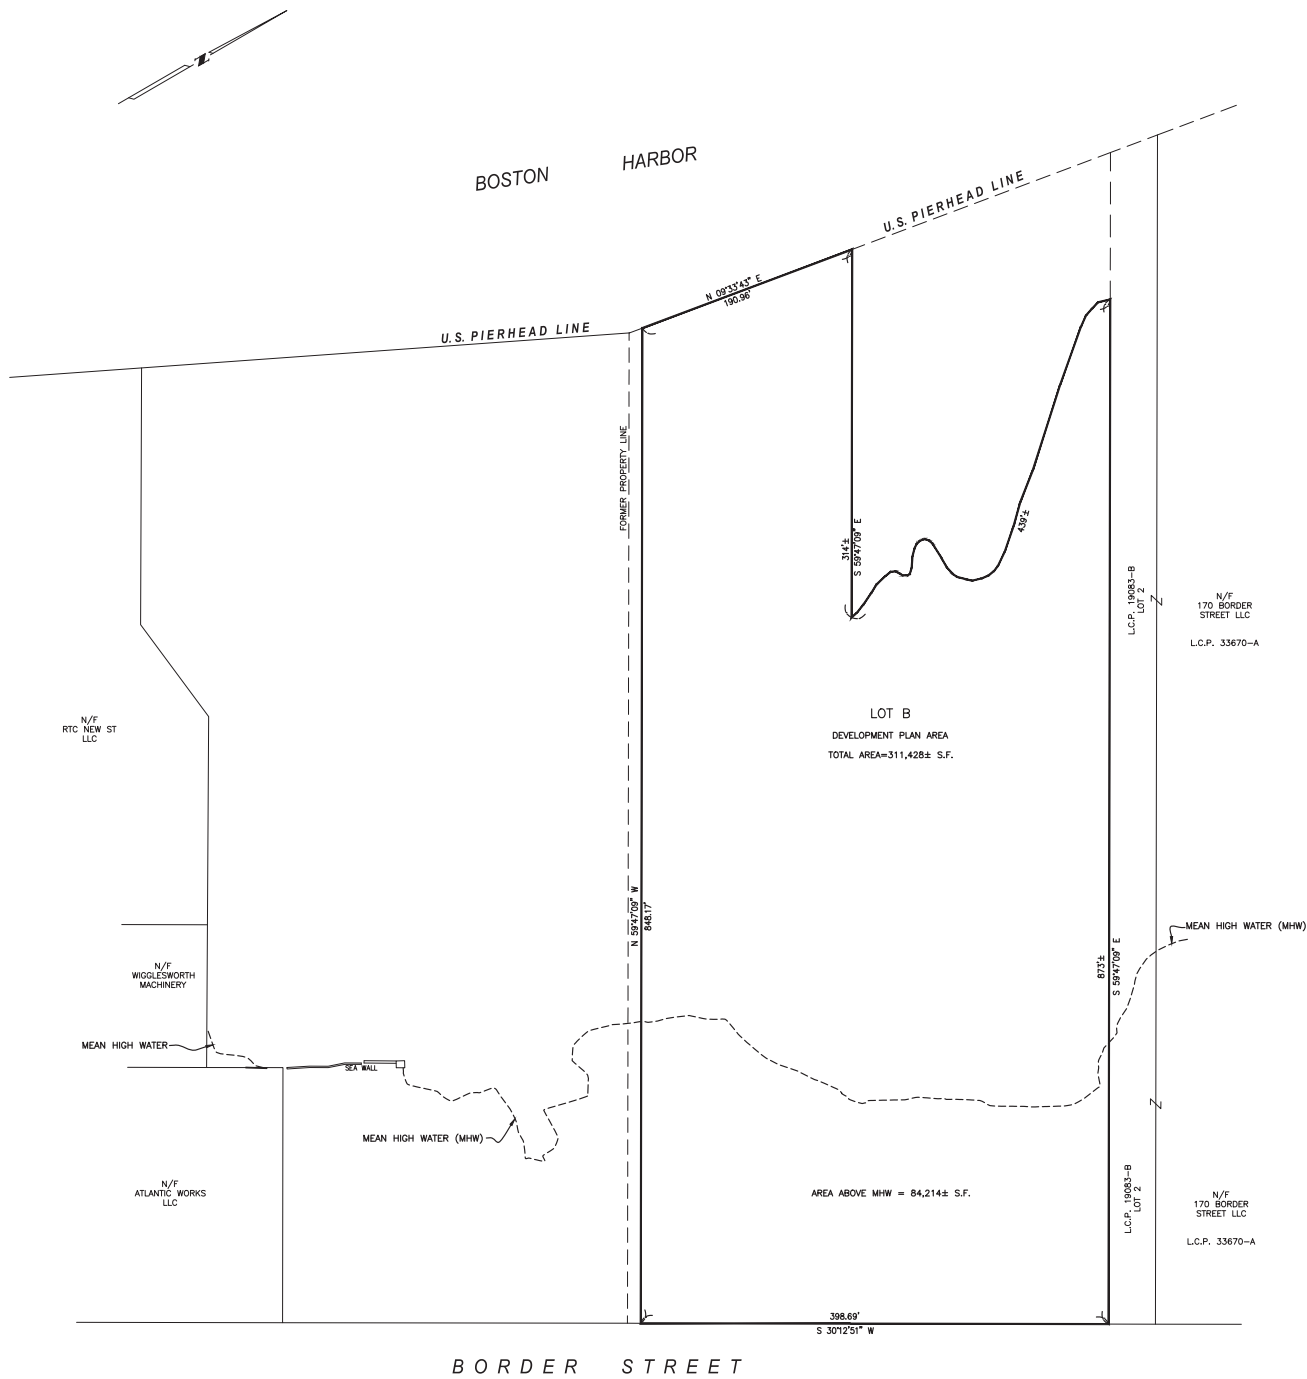 N
BOSTON HARBOR
U.S. PIERHEAD LINE
N 09°33'43" E
190.96'
U.S. PIERHEAD LINE
FORMER PROPERTY LINE
314'±
S 59°47'09" E
439'±
L.C.P. 19083-B
LOT 2
N/F
170 BORDER
STREET LLC
L.C.P. 33670-A
N/F
RTC NEW ST
LLC
LOT B
DEVELOPMENT PLAN AREA
TOTAL AREA=311,428± S.F.
N 59°47'09" W
848.17'
873'±
S 59°47'09" E
MEAN HIGH WATER (MHW)
N/F
WIGGLESWORTH
MACHINERY
MEAN HIGH WATER
SEA WALL
MEAN HIGH WATER (MHW)
N/F
ATLANTIC WORKS
LLC
AREA ABOVE MHW = 84,214± S.F.
L.C.P. 19083-B
LOT 2
N/F
170 BORDER
STREET LLC
L.C.P. 33670-A
398.69'
S 30°12'51" W
BORDER STREET